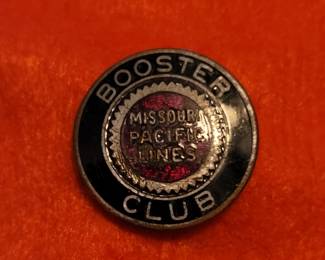 BOOSTER
MISSOURI
PACIFIC
LINES
CLUB